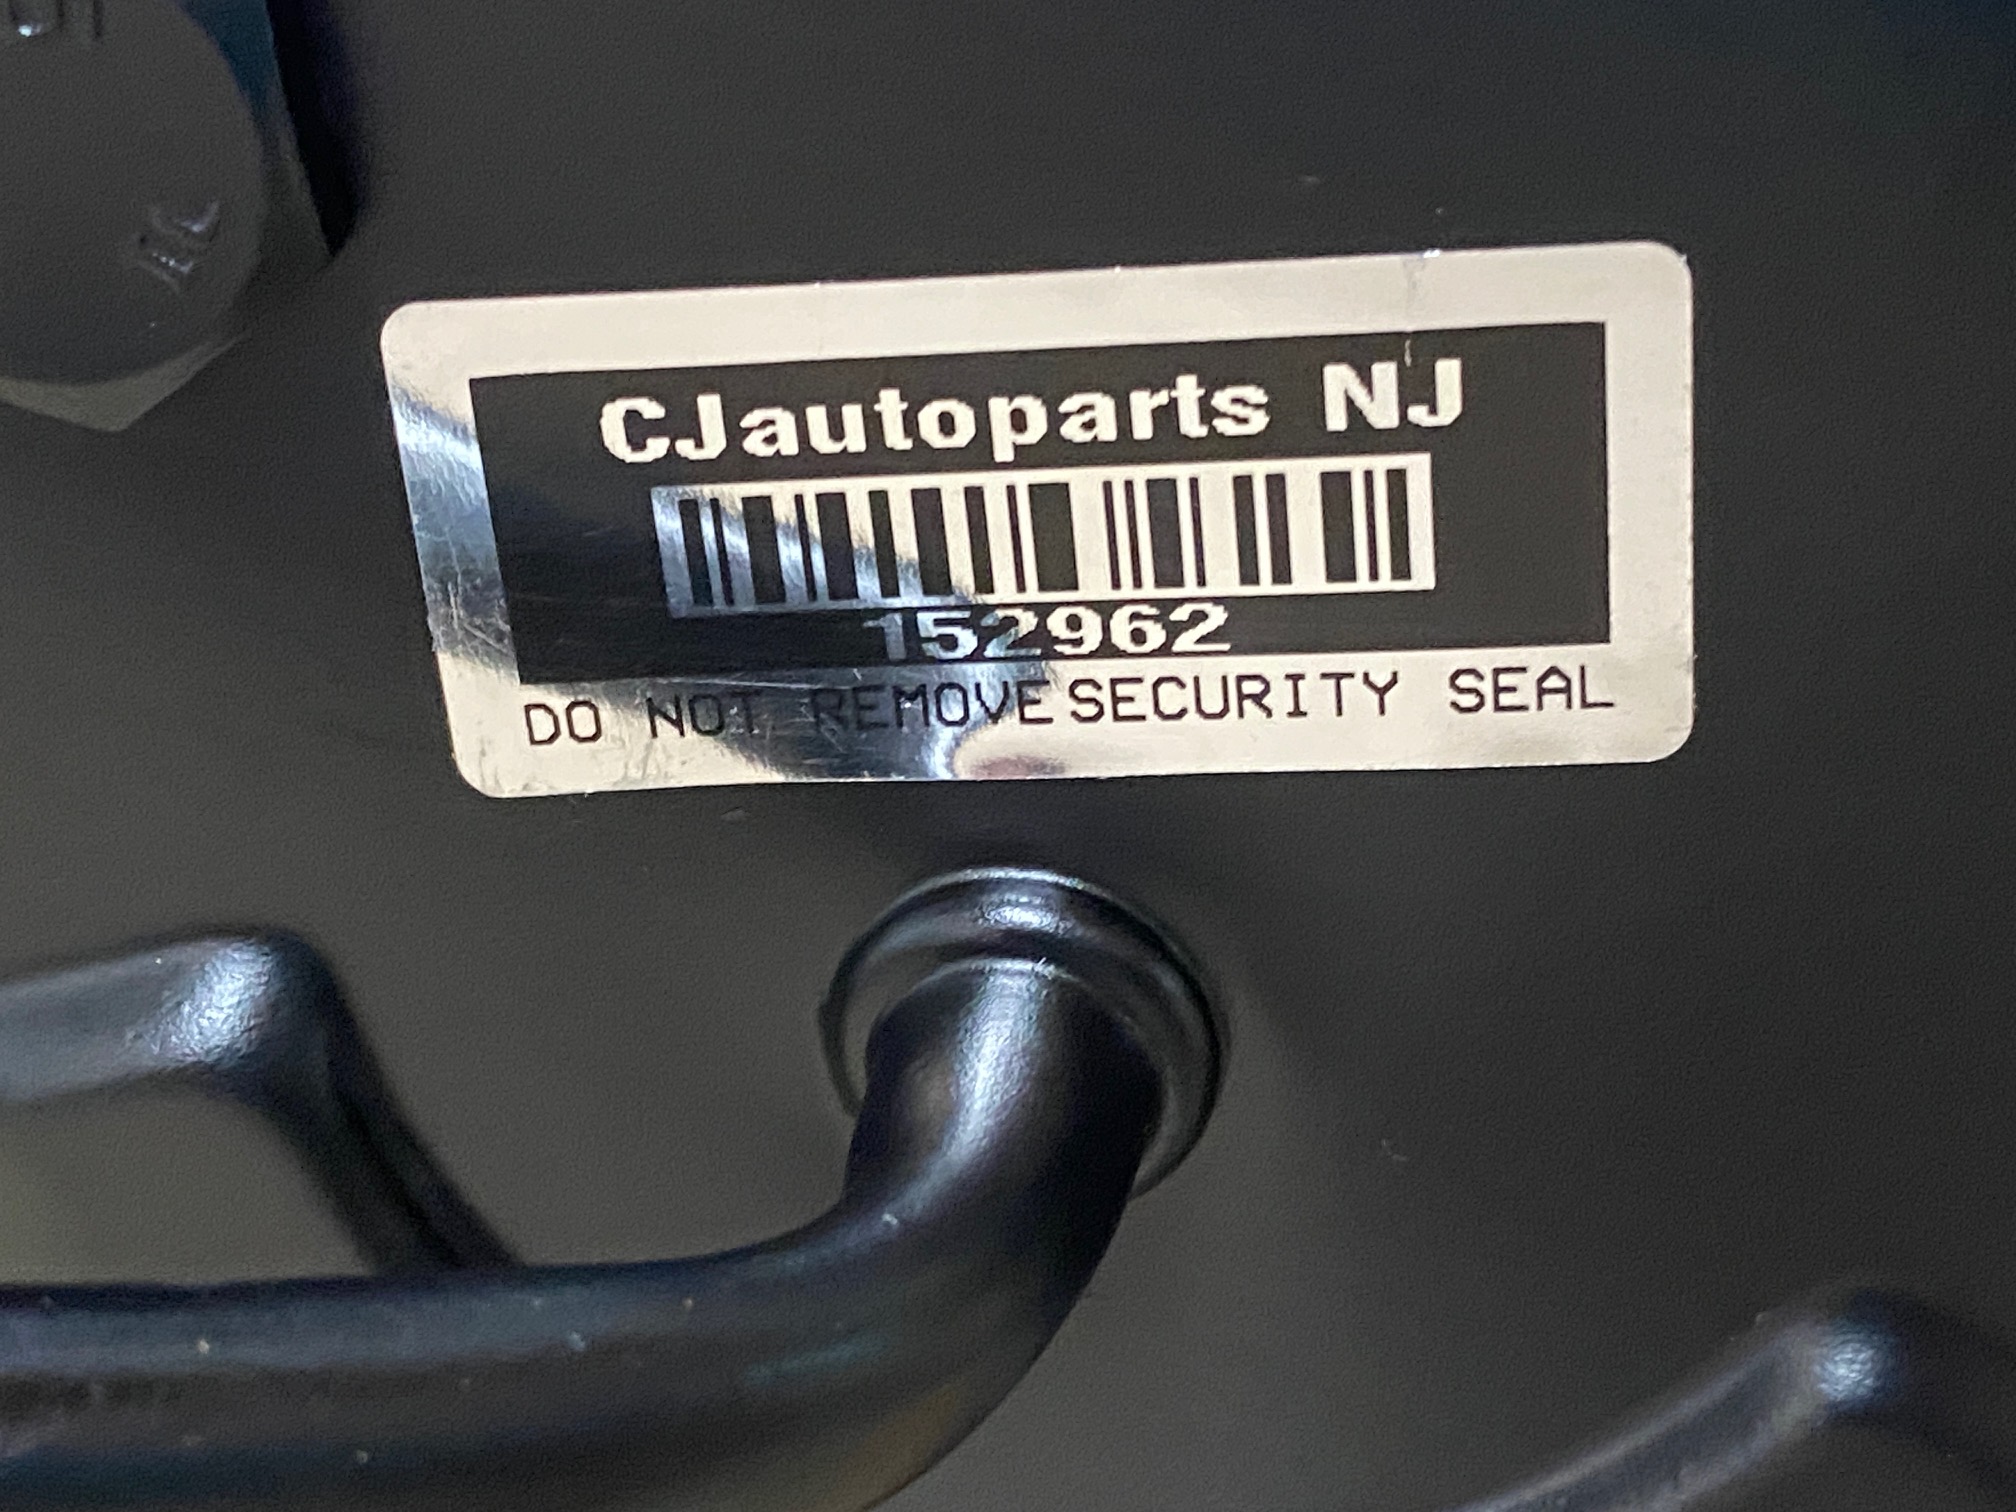 CJautoparts NJ
152962
DO NOT REMOVE SECURITY SEAL